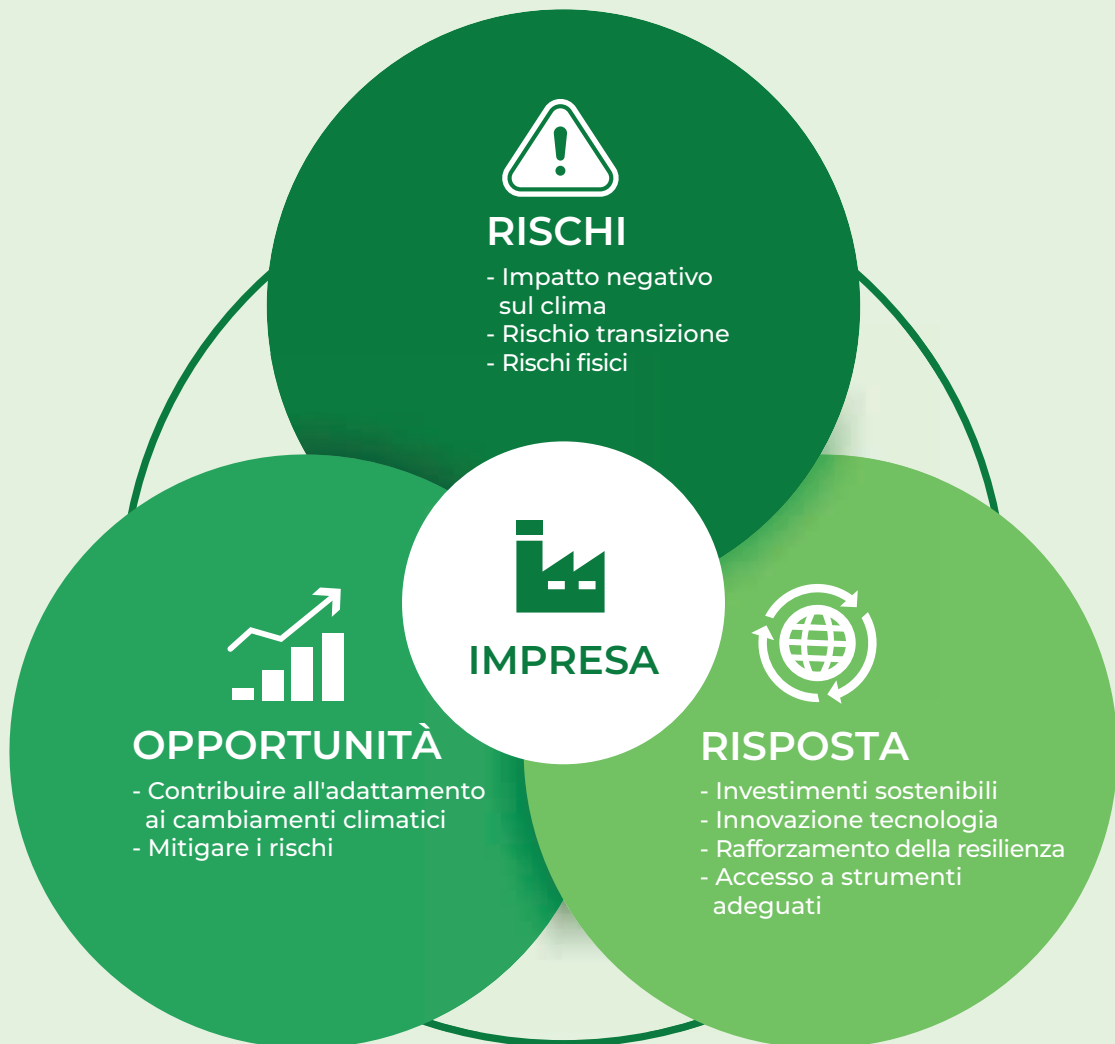 RISCHI
- Impatto negativo
sul clima
- Rischio transizione
- Rischi fisici
IMPRESA
OPPORTUNITÀ
- Contribuire all'adattamento
ai cambiamenti climatici
- Mitigare i rischi
RISPOSTA
- Investimenti sostenibili
- Innovazione tecnologia
- Rafforzamento della resilienza
- Accesso a strumenti
adeguati